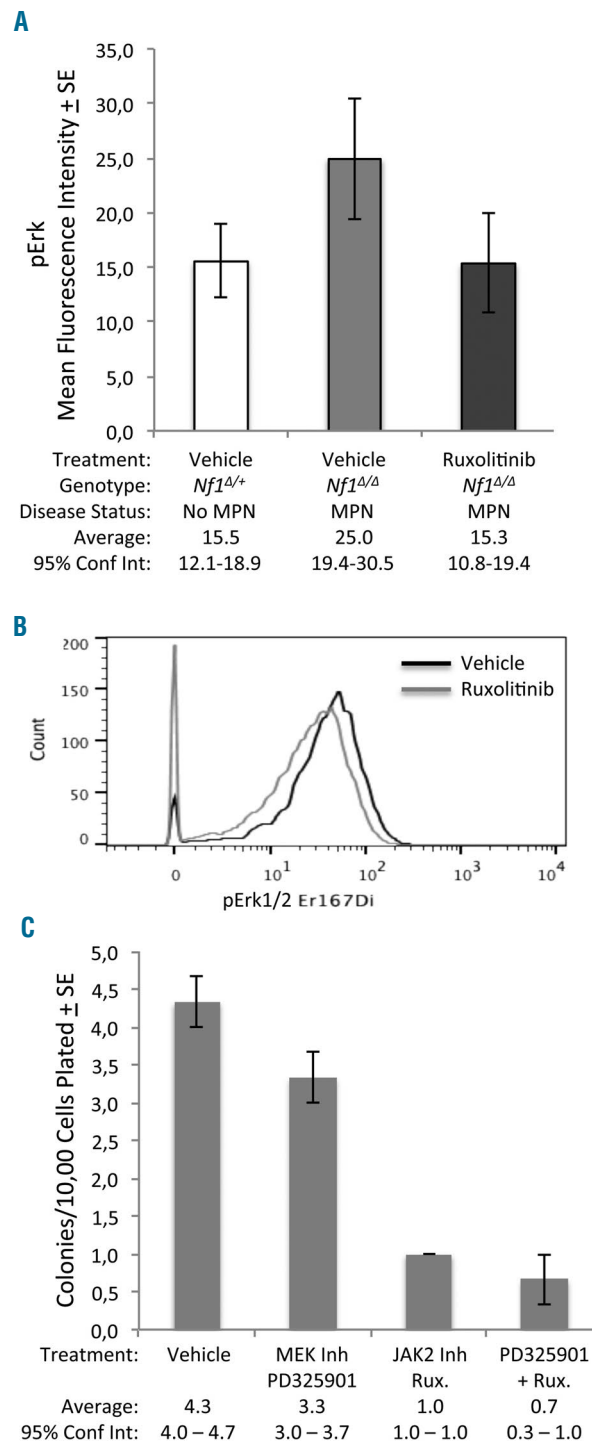 A
pErk
Mean Fluorescence Intensity ± SE
35,0
30,0
25,0
20,0
15,0
10,0
5,0
0,0
Treatment: Vehicle Vehicle Ruxolitinib
Genotype: Nf1Δ/+ Nf1Δ/Δ Nf1Δ/Δ
Disease Status: No MPN MPN MPN
Average: 15.5 25.0 15.3
95% Conf Int: 12.1-18.9 19.4-30.5 10.8-19.4
B
Count
200
150
100
50
0
Vehicle
Ruxolitinib
0 10¹ 10² 10³ 10⁴
pErk1/2 Er167Di
C
Colonies/10,00 Cells Plated ± SE
5,0
4,5
4,0
3,5
3,0
2,5
2,0
1,5
1,0
0,5
0,0
Treatment: Vehicle MEK Inh JAK2 Inh PD325901
PD325901 Rux. + Rux.
Average: 4.3 3.3 1.0 0.7
95% Conf Int: 4.0 – 4.7 3.0 – 3.7 1.0 – 1.0 0.3 – 1.0